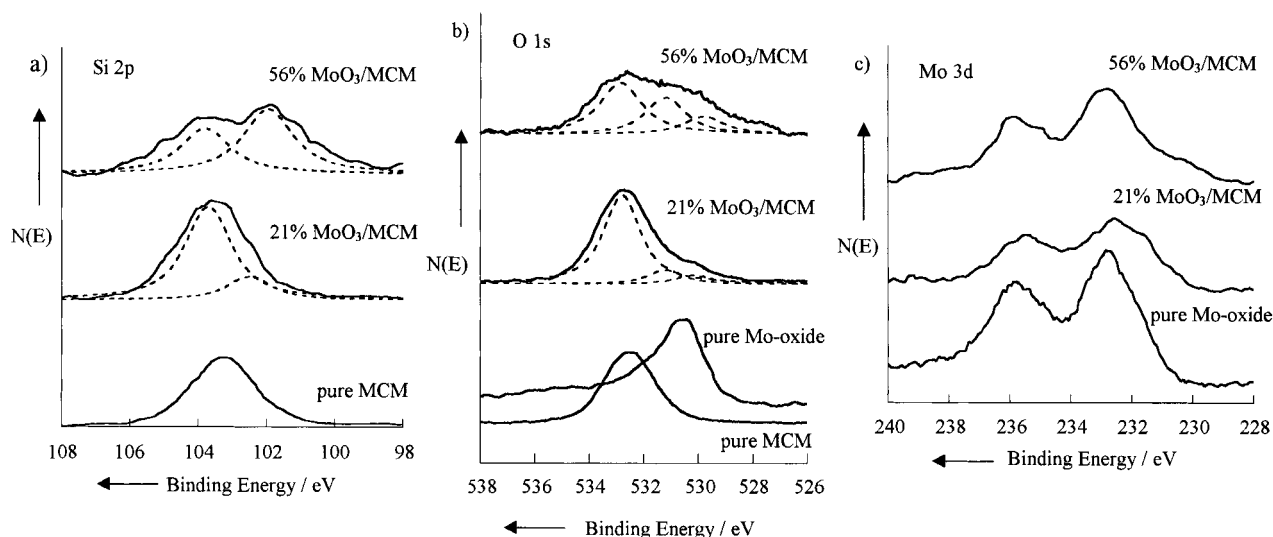 a)
Si 2p
56% MoO₃/MCM
N(E)
21% MoO₃/MCM
pure MCM
108 106 104 102 100 98
Binding Energy / eV
b)
O 1s
56% MoO₃/MCM
N(E)
21% MoO₃/MCM
pure Mo-oxide
pure MCM
538 536 534 532 530 528 526
Binding Energy / eV
c)
Mo 3d
56% MoO₃/MCM
N(E)
21% MoO₃/MCM
pure Mo-oxide
240 238 236 234 232 230 228
Binding Energy / eV